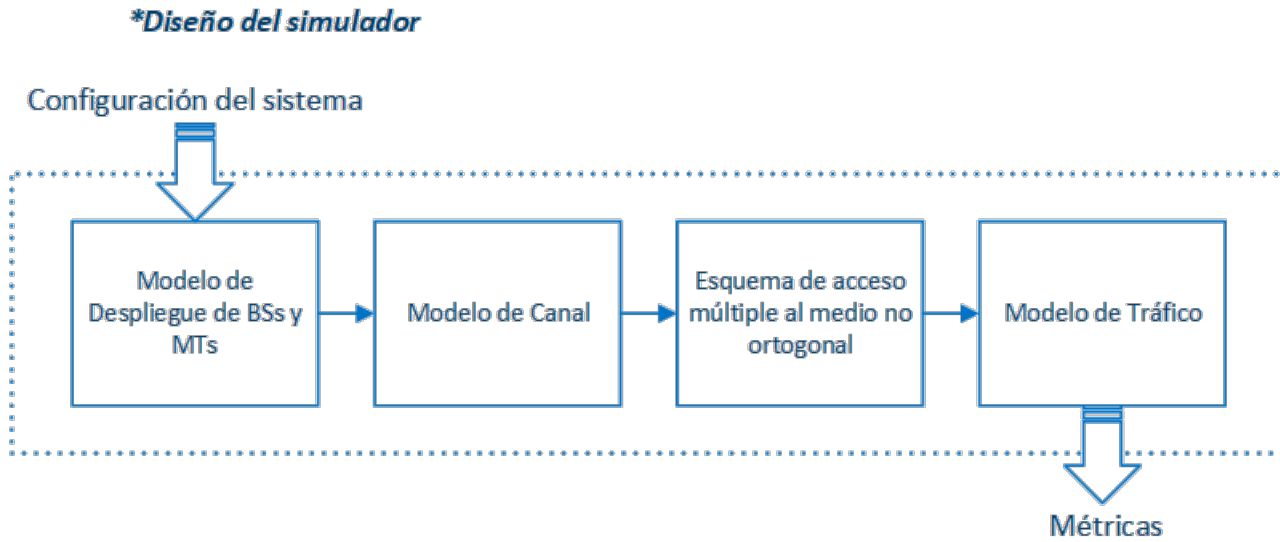 *Diseño del simulador
Configuración del sistema
Modelo de
Despliegue de BSs y
MTs
Modelo de Canal
Esquema de acceso
múltiple al medio no
ortogonal
Modelo de Tráfico
Métricas